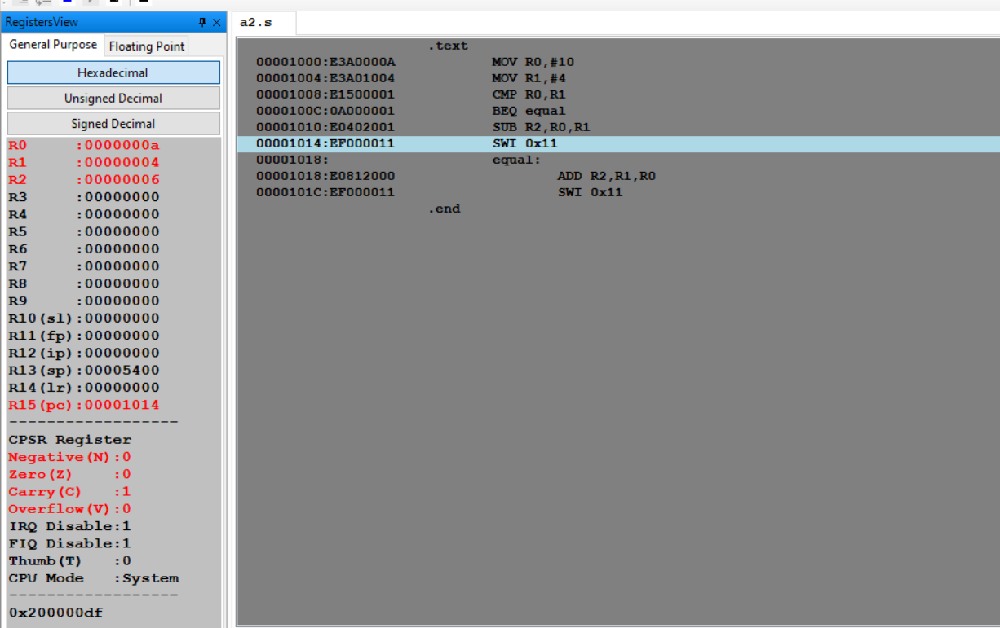 RegistersView
General Purpose Floating Point
Hexadecimal
Unsigned Decimal
Signed Decimal
R0 :0000000a
R1 :00000004
R2 :00000006
R3 :00000000
R4 :00000000
R5 :00000000
R6 :00000000
R7 :00000000
R8 :00000000
R9 :00000000
R10(sl):00000000
R11(fp):00000000
R12(ip):00000000
R13(sp):00005400
R14(lr):00000000
R15(pc):00001014
------------------
CPSR Register
Negative(N):0
Zero(Z) :0
Carry(C) :1
Overflow(V):0
IRQ Disable:1
FIQ Disable:1
Thumb(T) :0
CPU Mode :System
------------------
0x200000df
a2.s
.text
00001000:E3A0000A MOV R0,#10
00001004:E3A01004 MOV R1,#4
00001008:E1500001 CMP R0,R1
0000100C:0A000001 BEQ equal
00001010:E0402001 SUB R2,R0,R1
00001014:EF000011 SWI 0x11
00001018: equal:
00001018:E0812000 ADD R2,R1,R0
0000101C:EF000011 SWI 0x11
.end